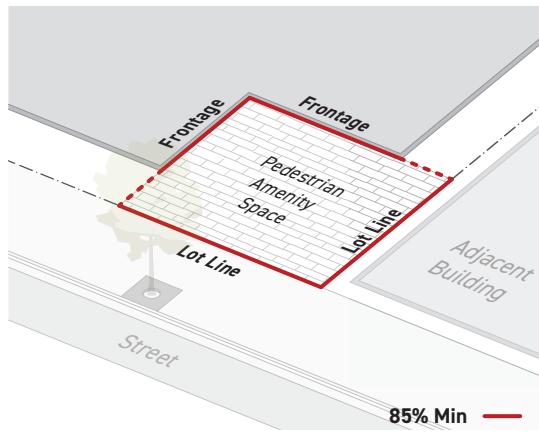 Frontage
Frontage
Pedestrian
Amenity
Space
Lot Line
Lot Line
Adjacent
Building
Street
85% Min